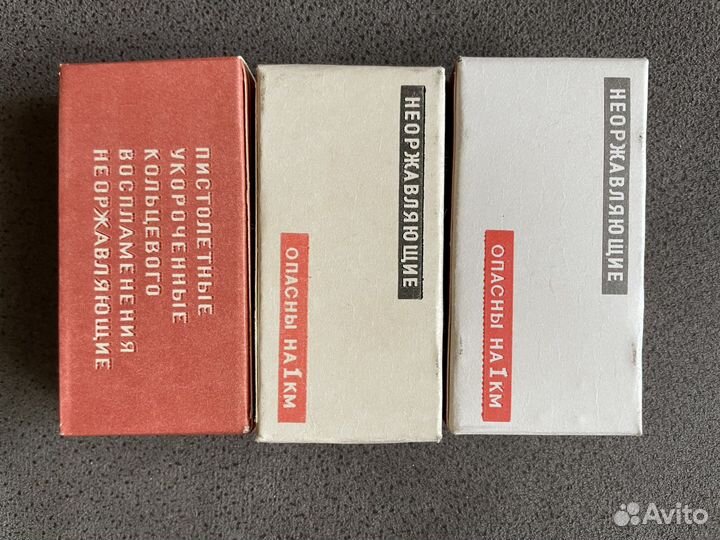 ПИСТОЛЕТНЫЕ
УКОРОЧЕННЫЕ
КОЛЬЦЕВОГО
ВОСПЛАМЕНЕНИЯ
НЕОРЖАВЛЯЮЩИЕ
НЕОРЖАВЛЯЮЩИЕ
ОПАСНЫ НА 1 КМ
НЕОРЖАВЛЯЮЩИЕ
ОПАСНЫ НА 1 КМ
Avito